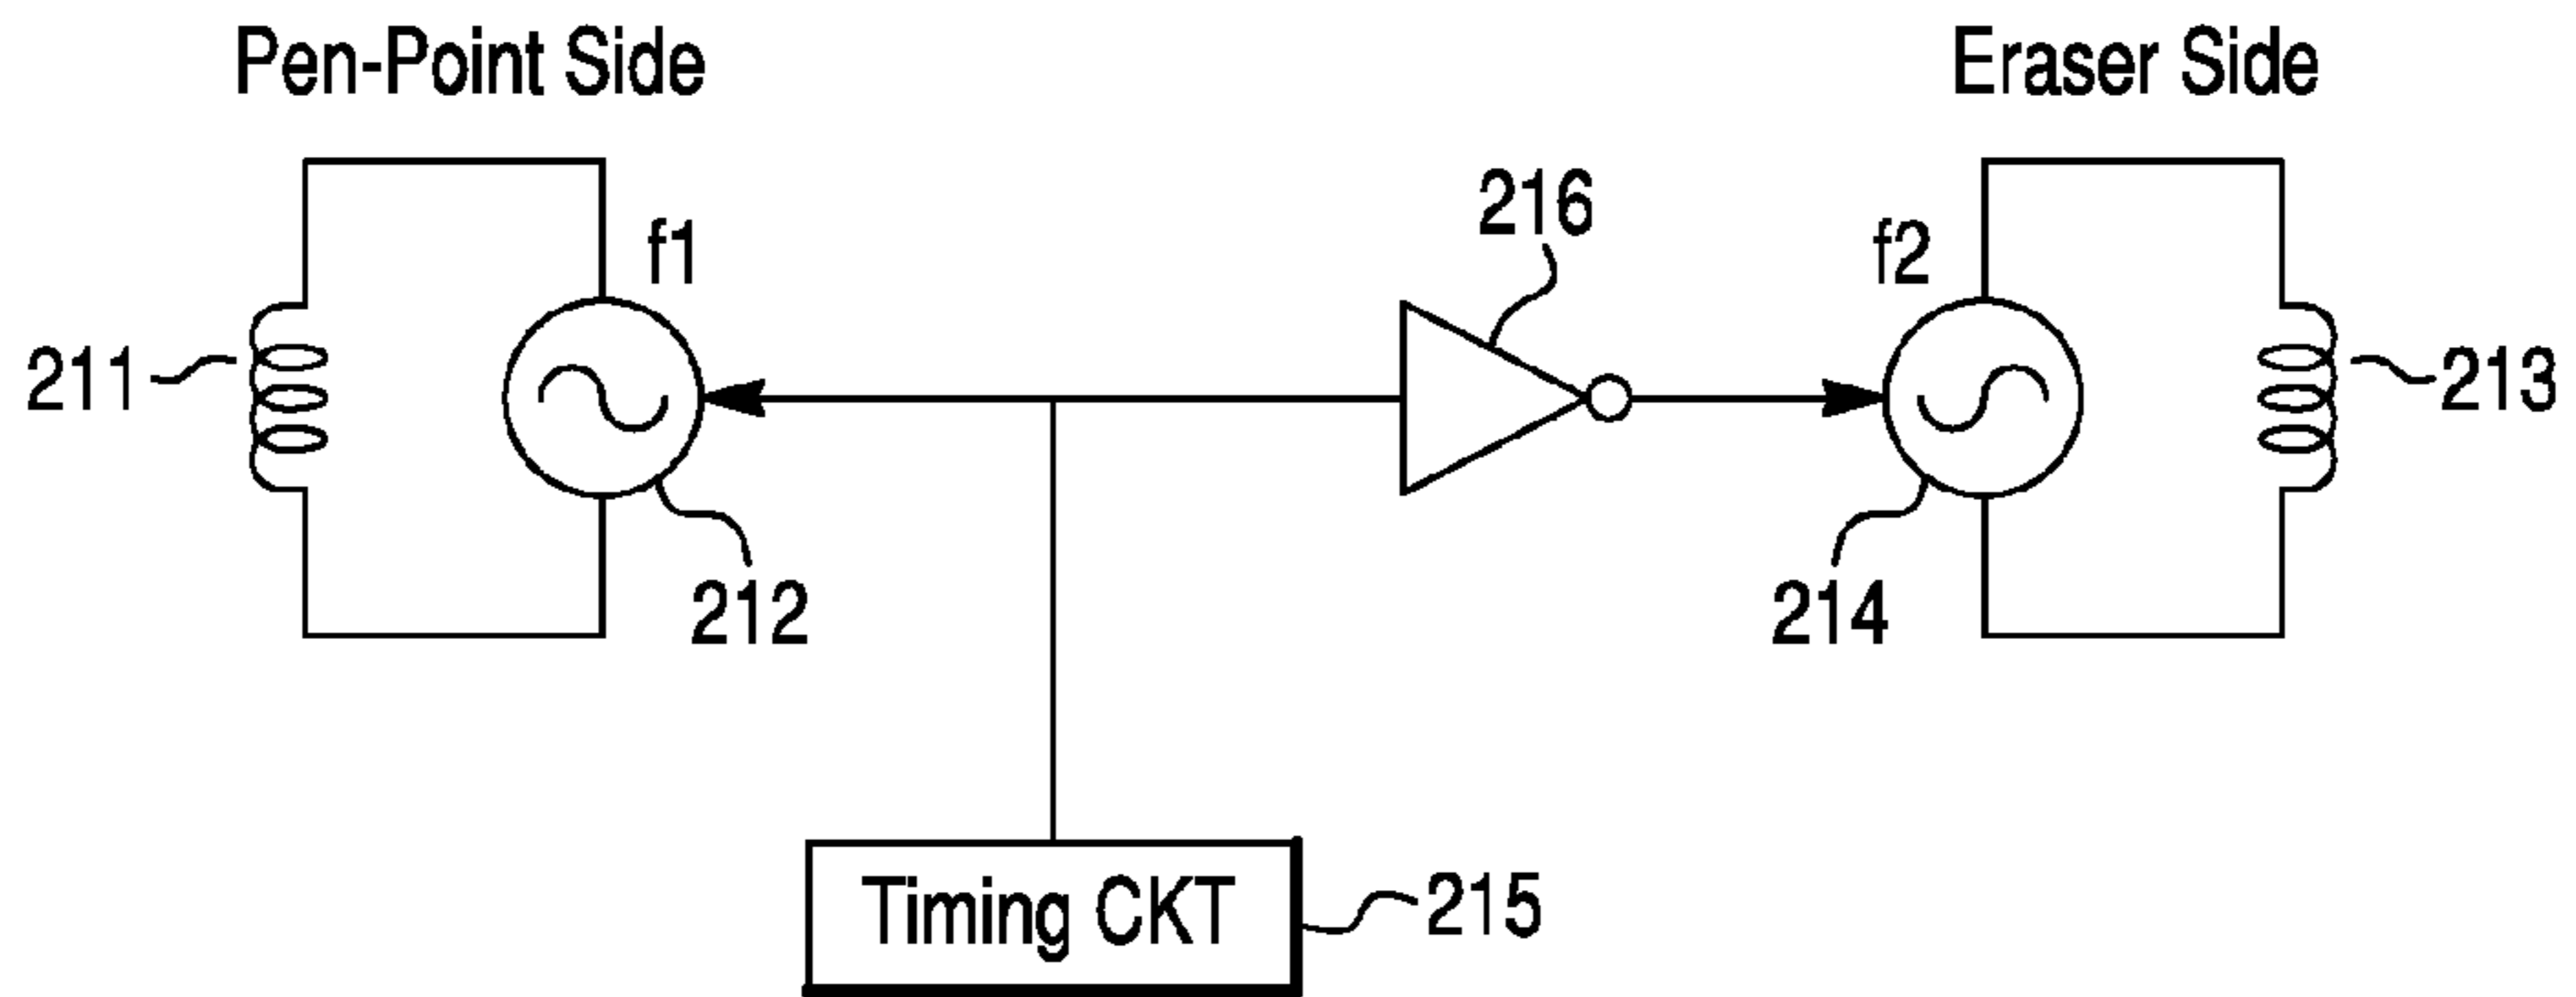 Pen-Point Side
Eraser Side
216
f1
f2
211
213
212
214
Timing CKT
215